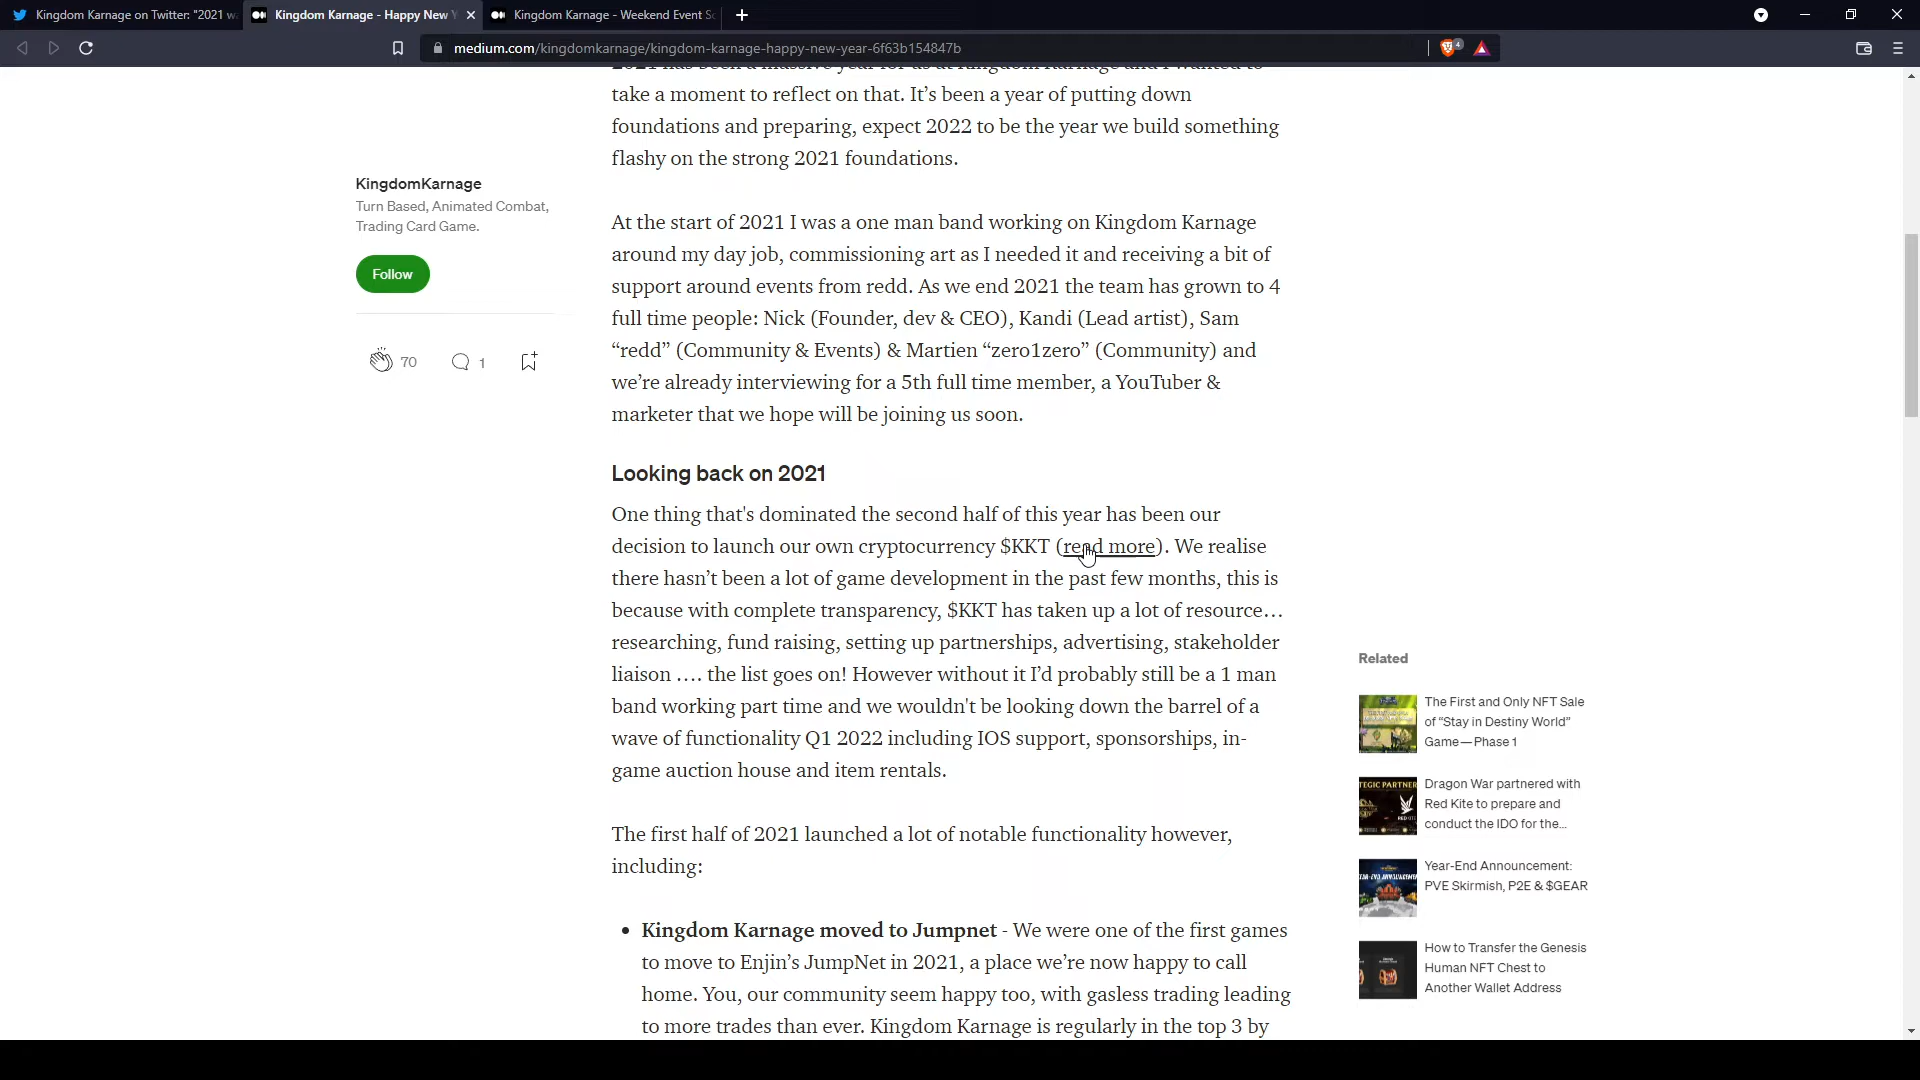 Kingdom Karnage on Twitter: "2021 w
Kingdom Karnage - Happy New Y
Kingdom Karnage - Weekend Event S
medium.com/kingdomkarnage/kingdom-karnage-happy-new-year-6f63b154847b
4
2021 has been a massive year for us at Kingdom Karnage and I wanted to
take a moment to reflect on that. It’s been a year of putting down
foundations and preparing, expect 2022 to be the year we build something
flashy on the strong 2021 foundations.
KingdomKarnage
Turn Based, Animated Combat,
Trading Card Game.
Follow
70
1
At the start of 2021 I was a one man band working on Kingdom Karnage
around my day job, commissioning art as I needed it and receiving a bit of
support around events from redd. As we end 2021 the team has grown to 4
full time people: Nick (Founder, dev & CEO), Kandi (Lead artist), Sam
“redd” (Community & Events) & Martien “zero1zero” (Community) and
we’re already interviewing for a 5th full time member, a YouTuber &
marketer that we hope will be joining us soon.
Looking back on 2021
One thing that's dominated the second half of this year has been our
decision to launch our own cryptocurrency $KKT (read more). We realise
there hasn’t been a lot of game development in the past few months, this is
because with complete transparency, $KKT has taken up a lot of resource…
researching, fund raising, setting up partnerships, advertising, stakeholder
liaison …. the list goes on! However without it I’d probably still be a 1 man
band working part time and we wouldn't be looking down the barrel of a
wave of functionality Q1 2022 including IOS support, sponsorships, in-
game auction house and item rentals.
The first half of 2021 launched a lot of notable functionality however,
including:
• Kingdom Karnage moved to Jumpnet - We were one of the first games
to move to Enjin’s JumpNet in 2021, a place we’re now happy to call
home. You, our community seem happy too, with gasless trading leading
to more trades than ever. Kingdom Karnage is regularly in the top 3 by
Related
The First and Only NFT Sale
of “Stay in Destiny World”
Game — Phase 1
TEGIC PARTNER
RED KITE
Dragon War partnered with
Red Kite to prepare and
conduct the IDO for the…
Year-End Announcement:
PVE Skirmish, P2E & $GEAR
How to Transfer the Genesis
Human NFT Chest to
Another Wallet Address